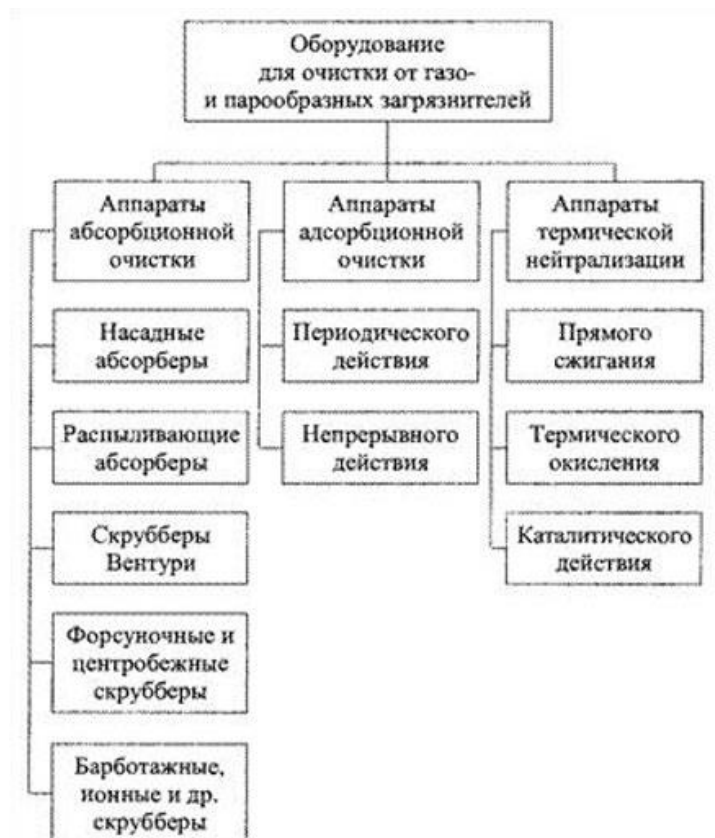 Оборудование
для очистки от газо-
и парообразных загрязнителей
Аппараты
абсорбционной
очистки
Аппараты
адсорбционной
очистки
Аппараты
термической
нейтрализации
Насадные
абсорберы
Периодического
действия
Прямого
сжигания
Распыливающие
абсорберы
Непрерывного
действия
Термического
окисления
Скрубберы
Вентури
Каталитического
действия
Форсуночные и
центробежные
скрубберы
Барботажные,
ионные и др.
скрубберы